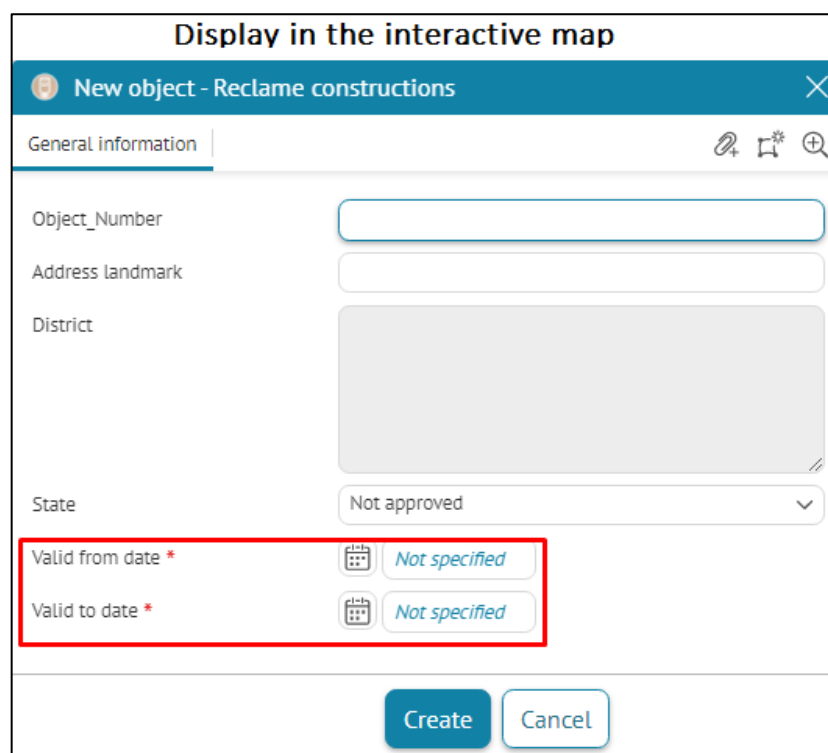 Display in the interactive map
New object - Reclame constructions
General information
Object_Number
Address landmark
District
State Not approved
Valid from date * Not specified
Valid to date * Not specified
Create Cancel